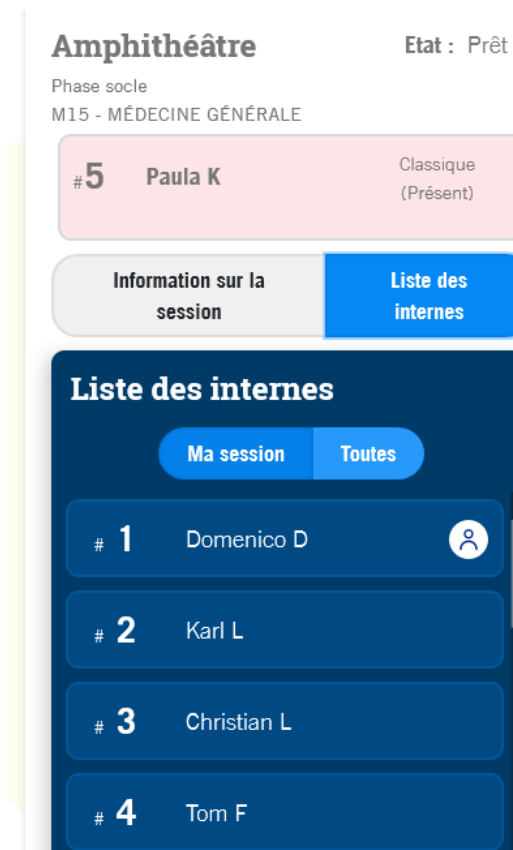 Amphithéâtre Etat : Prêt
Phase socle
M15 - MÉDECINE GÉNÉRALE
#5 Paula K Classique
(Présent)
Information sur la
session
Liste des
internes
Liste des internes
Ma session Toutes
# 1 Domenico D
# 2 Karl L
# 3 Christian L
# 4 Tom F